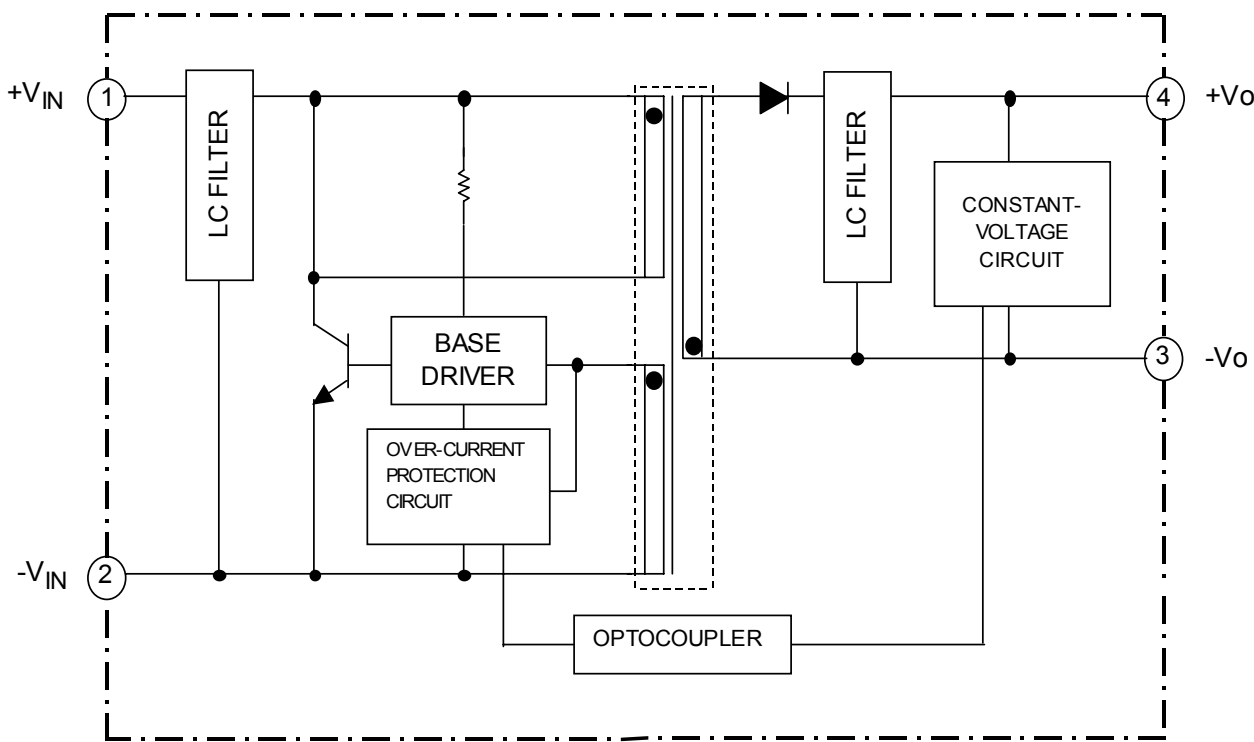 +VIN
1
LC FILTER
LC FILTER
4
+Vo
CONSTANT-
VOLTAGE
CIRCUIT
BASE
DRIVER
3
-Vo
OVER-CURRENT
PROTECTION
CIRCUIT
-VIN
2
OPTOCOUPLER